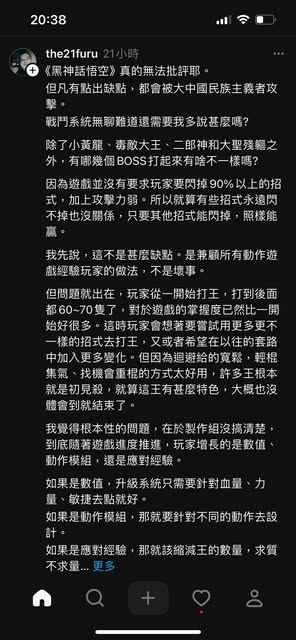 20:38
the21furu 21小時
《黑神話悟空》真的無法批評耶。
但凡有點出缺點，都會被大中國民族主義者攻
擊。
戰鬥系統無聊難道還需要我多說甚麼嗎？
除了小黃龍、毒敵大王、二郎神和大聖殘軀之
外，有哪幾個BOSS打起來有啥不一樣嗎？
因為遊戲並沒有要求玩家要閃掉90%以上的招
式，加上攻擊力弱。所以就算有些招式永遠閃
不掉也沒關係，只要其他招式能閃掉，照樣能
贏。
我先說，這不是甚麼缺點。是兼顧所有動作遊
戲經驗玩家的做法，不是壞事。
但問題就出在，玩家從一開始打王，打到後面
都60~70隻了，對於遊戲的掌握度已然比一開
始好很多。這時玩家會想著要嘗試用更多更不
一樣的招式去打王，又或者希望在以往的套路
中加入更多變化。但因為迴避給的寬鬆，輕棍
集氣、找機會重棍的方式太好用，許多王根本
就是初見殺，就算這王有甚麼特色，大概也沒
體會到就結束了。
我覺得根本性的問題，在於製作組沒搞清楚，
到底隨著遊戲進度推進，玩家增長的是數值、
動作模組，還是應對經驗。
如果是數值，升級系統只需要針對血量、力
量、敏捷去點就好。
如果是動作模組，那就要針對不同的動作去設
計。
如果是應對經驗，那就該縮減王的數量，求質
不求量... 更多